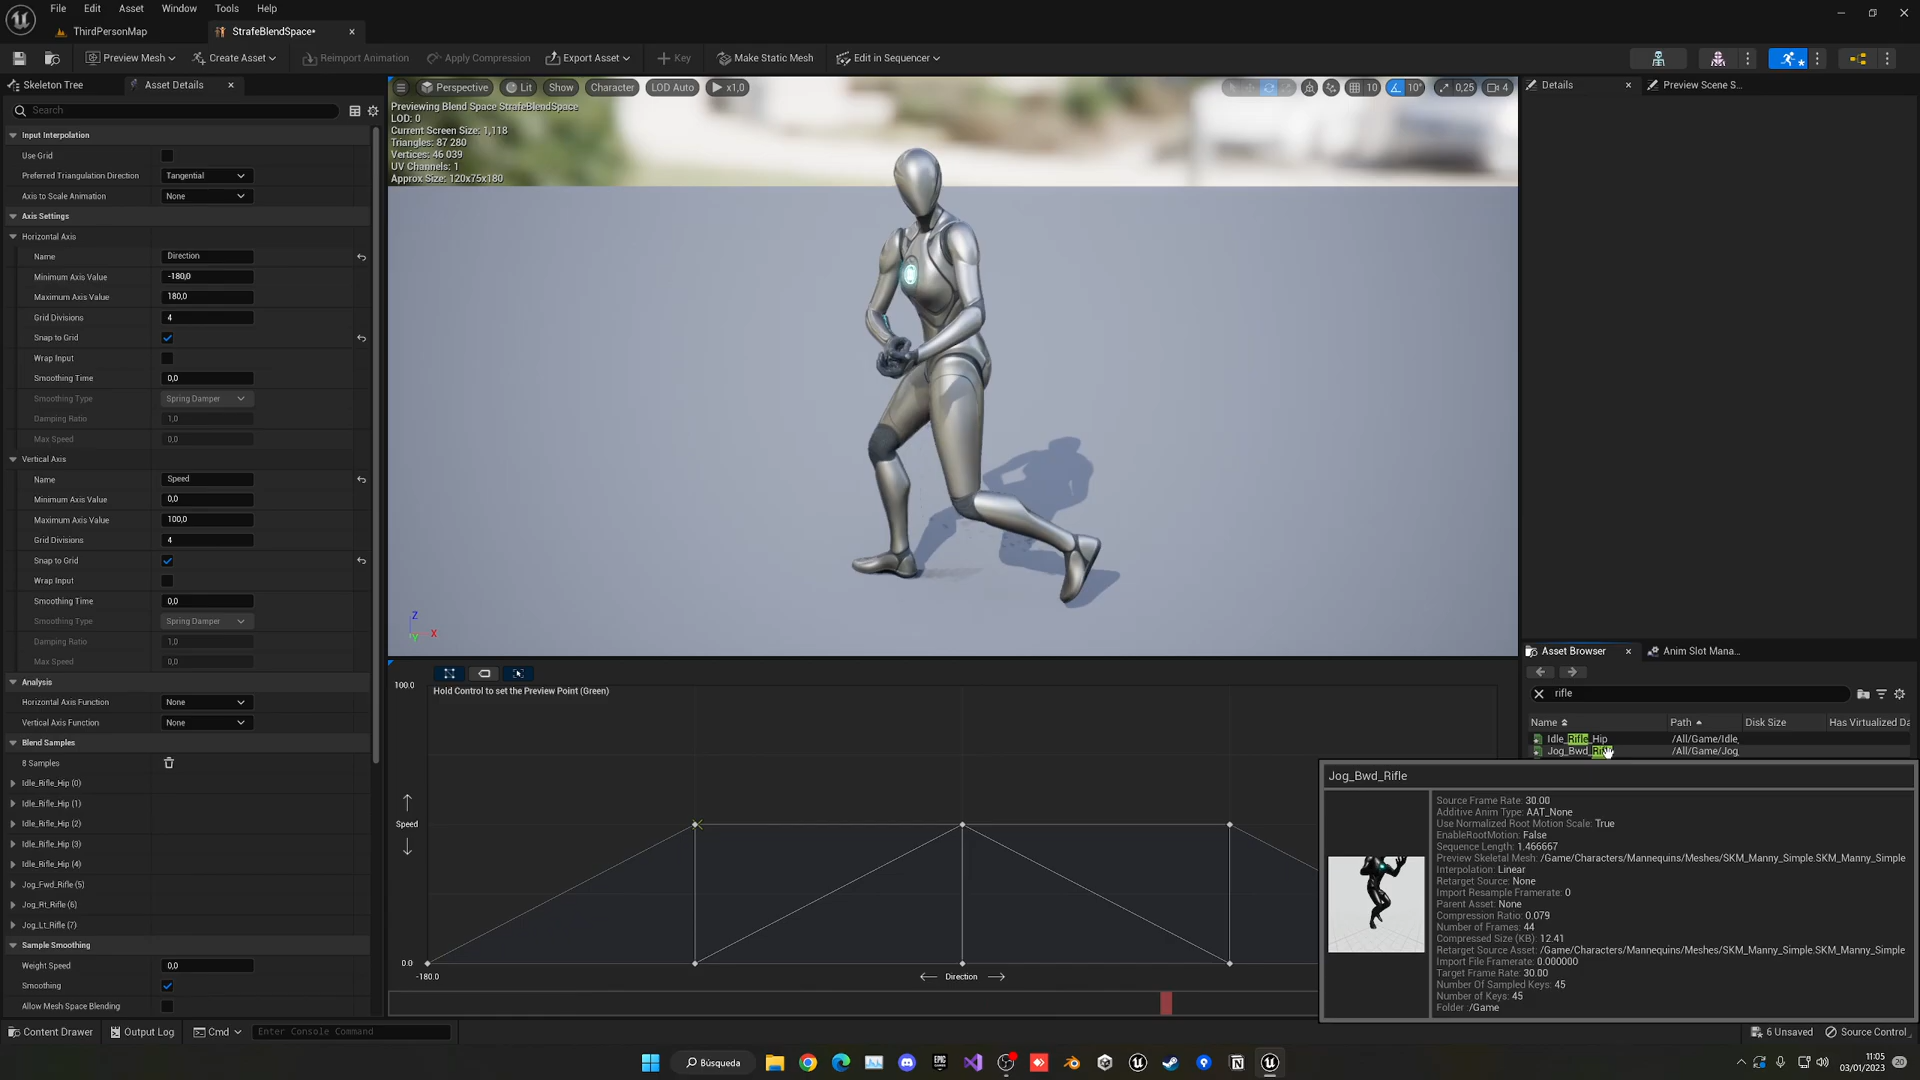 File Edit Asset Window Tools Help
ThirdPersonMap StrafeBlendSpace*
Preview Mesh Create Asset Reimport Animation Apply Compression Export Asset Key Make Static Mesh Edit in Sequencer
Skeleton Tree Asset Details
Search
Input Interpolation
Use Grid
Preferred Triangulation Direction Tangential
Axis to Scale Animation None
Axis Settings
Horizontal Axis
Name Direction
Minimum Axis Value -180,0
Maximum Axis Value 180,0
Grid Divisions 4
Snap to Grid
Wrap Input
Smoothing Time 0,0
Smoothing Type Spring Damper
Damping Ratio 1,0
Max Speed 0,0
Vertical Axis
Name Speed
Minimum Axis Value 0,0
Maximum Axis Value 100,0
Grid Divisions 4
Snap to Grid
Wrap Input
Smoothing Time 0,0
Smoothing Type Spring Damper
Damping Ratio 1,0
Max Speed 0,0
Analysis
Horizontal Axis Function None
Vertical Axis Function None
Blend Samples
8 Samples
Idle_Rifle_Hip (0)
Idle_Rifle_Hip (1)
Idle_Rifle_Hip (2)
Idle_Rifle_Hip (3)
Idle_Rifle_Hip (4)
Jog_Fwd_Rifle (5)
Jog_Rt_Rifle (6)
Jog_Lt_Rifle (7)
Sample Smoothing
Weight Speed 0,0
Smoothing
Allow Mesh Space Blending
Perspective Lit Show Character LOD Auto x1,0 10 10° 0,25 4
Previewing Blend Space StrafeBlendSpace
LOD: 0
Current Screen Size: 1,118
Triangles: 87 280
Vertices: 46 039
UV Channels: 1
Approx Size: 120x75x180
Z
X
Y
100.0 Hold Control to set the Preview Point (Green)
Speed
0.0
-180.0 Direction
Details Preview Scene S...
Asset Browser Anim Slot Mana...
rifle
Name Path Disk Size Has Virtualized Da
Idle_Rifle_Hip /All/Game/Idle_
Jog_Bwd_Rifle /All/Game/Jog_
Jog_Bwd_Rifle
Source Frame Rate: 30.00
Additive Anim Type: AAT_None
Use Normalized Root Motion Scale: True
EnableRootMotion: False
Sequence Length: 1.466667
Preview Skeletal Mesh: /Game/Characters/Mannequins/Meshes/SKM_Manny_Simple.SKM_Manny_Simple
Interpolation: Linear
Retarget Source: None
Import Resample Framerate: 0
Parent Asset: None
Compression Ratio: 0.079
Number of Frames: 44
Compressed Size (KB): 12.41
Retarget Source Asset: /Game/Characters/Mannequins/Meshes/SKM_Manny_Simple.SKM_Manny_Simple
Import File Framerate: 0.000000
Target Frame Rate: 30.00
Number Of Sampled Keys: 45
Number of Keys: 45
Folder :/Game
Content Drawer Output Log Cmd Enter Console Command 6 Unsaved Source Control
Búsqueda
11:05
03/01/2023
20